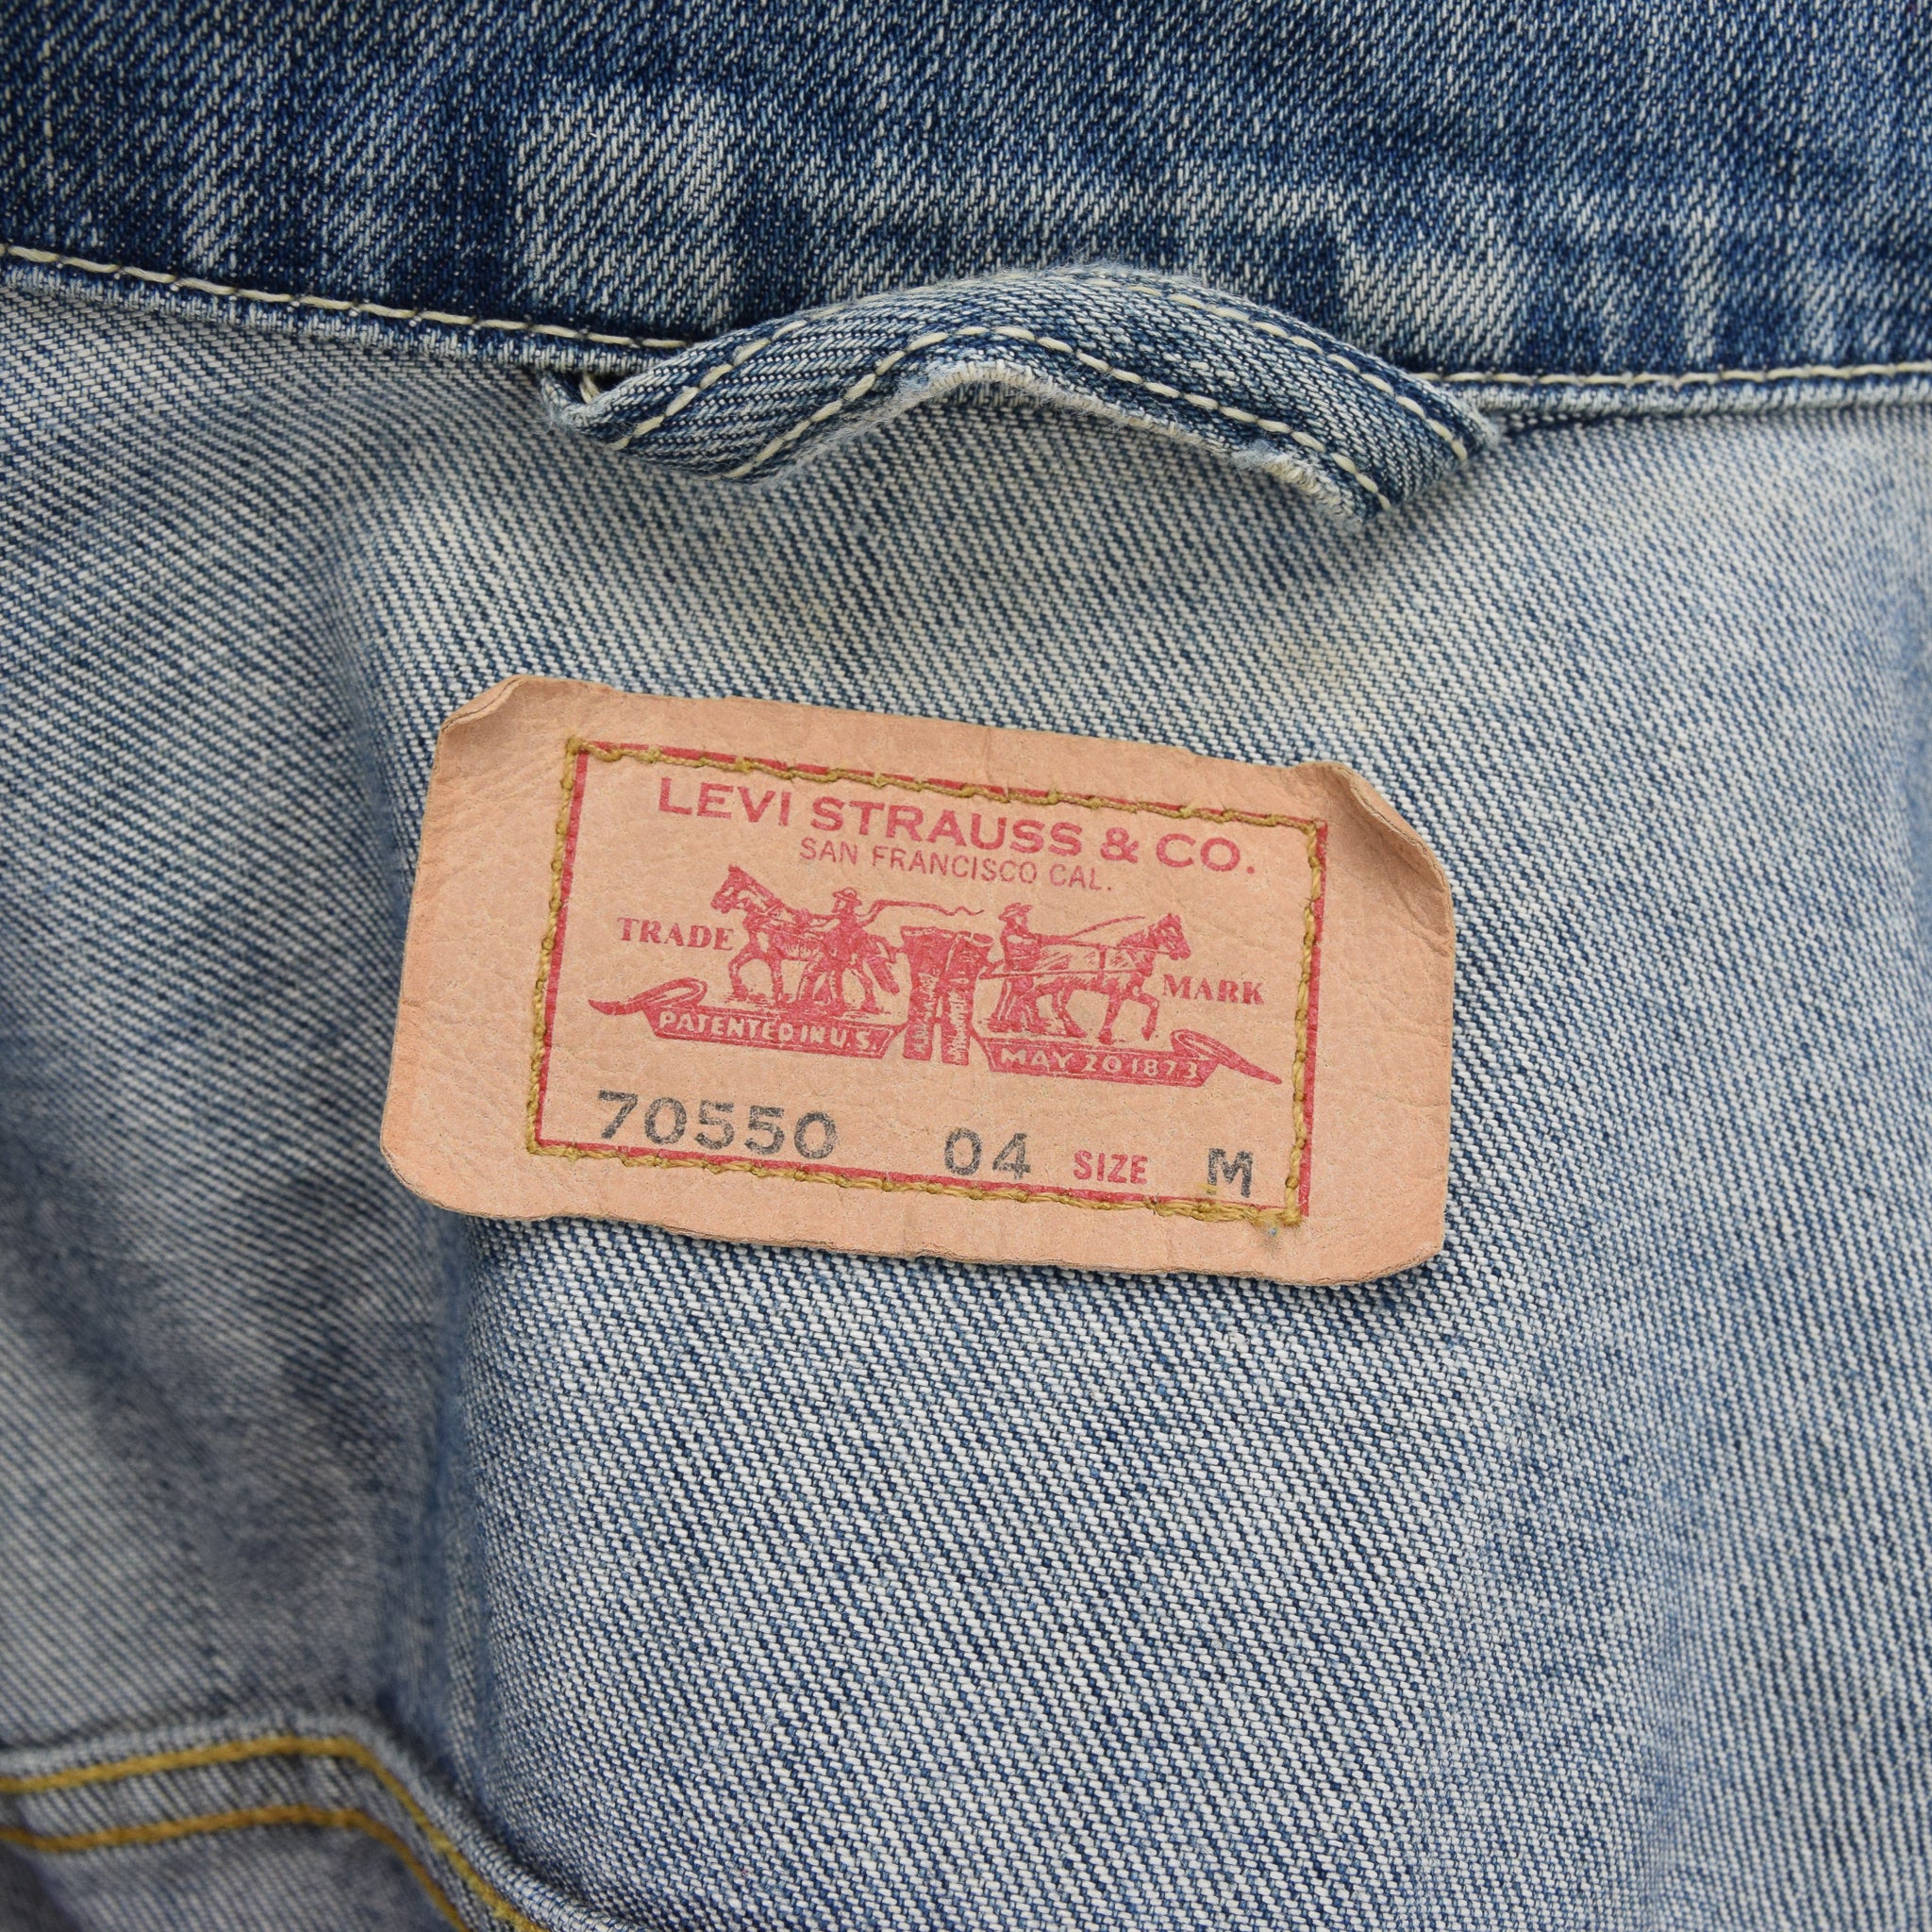 LEVI STRAUSS & CO.
SAN FRANCISCO CAL.
TRADE MARK
PATENTED IN U.S. MAY 20 1873
70550 04 SIZE M